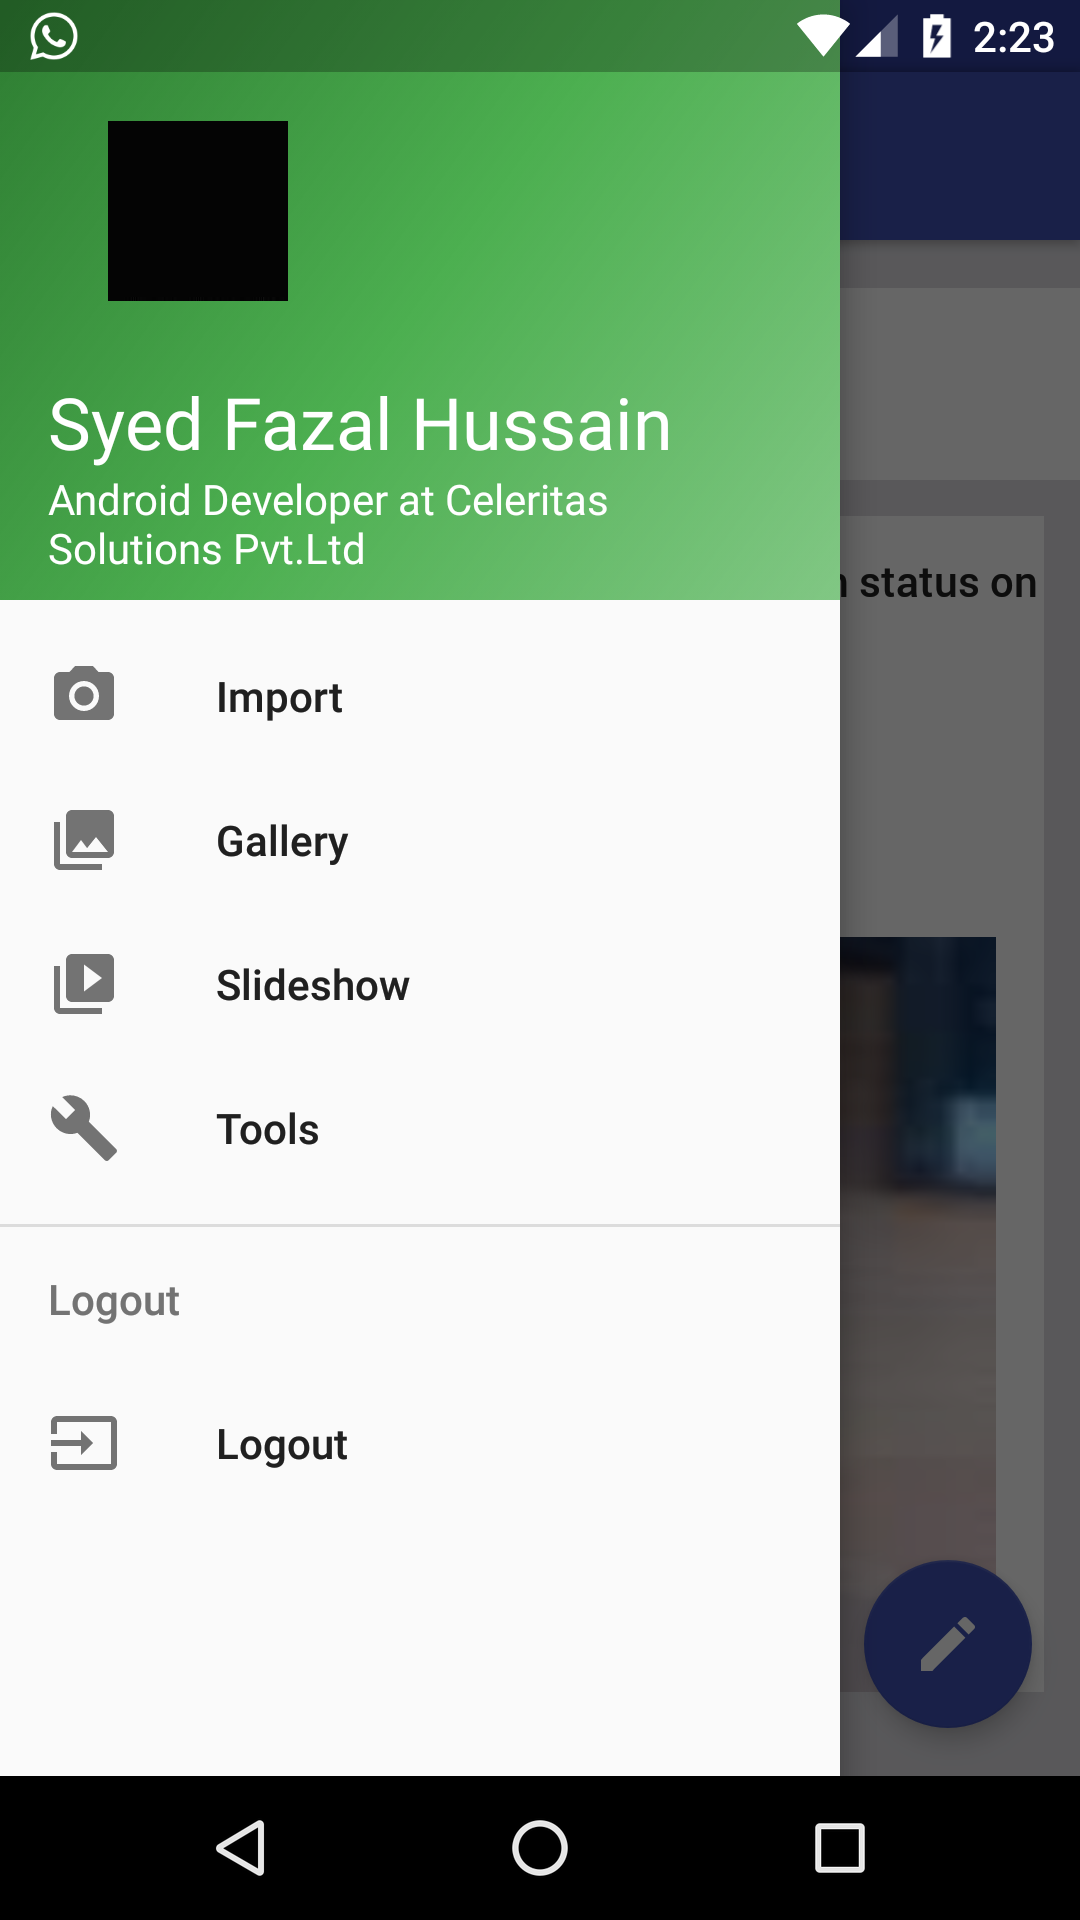 2:23
Syed Fazal Hussain
Android Developer at Celeritas
Solutions Pvt.Ltd
status on
Import
Gallery
Slideshow
Tools
Logout
Logout